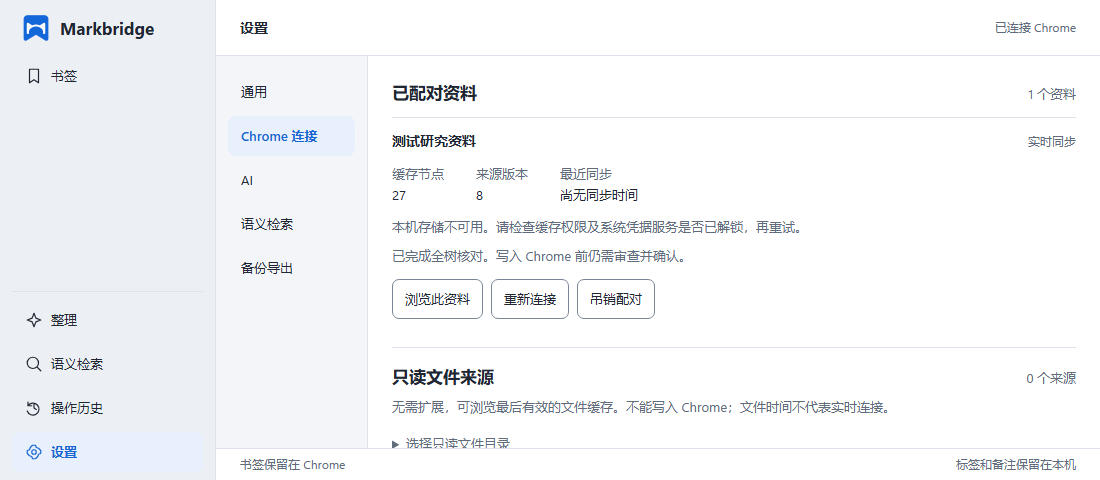 Markbridge
书签
整理
语义检索
操作历史
设置
设置
已连接 Chrome
通用
Chrome 连接
AI
语义检索
备份导出
已配对资料
1 个资料
测试研究资料
实时同步
缓存节点 来源版本 最近同步
27 8 尚无同步时间
本机存储不可用。请检查缓存权限及系统凭据服务是否已解锁，再重试。
已完成全树核对。写入 Chrome 前仍需审查并确认。
浏览此资料 重新连接 吊销配对
只读文件来源
0 个来源
无需扩展，可浏览最后有效的文件缓存。不能写入 Chrome；文件时间不代表实时连接。
选择只读文件目录
书签保留在 Chrome
标签和备注保留在本机